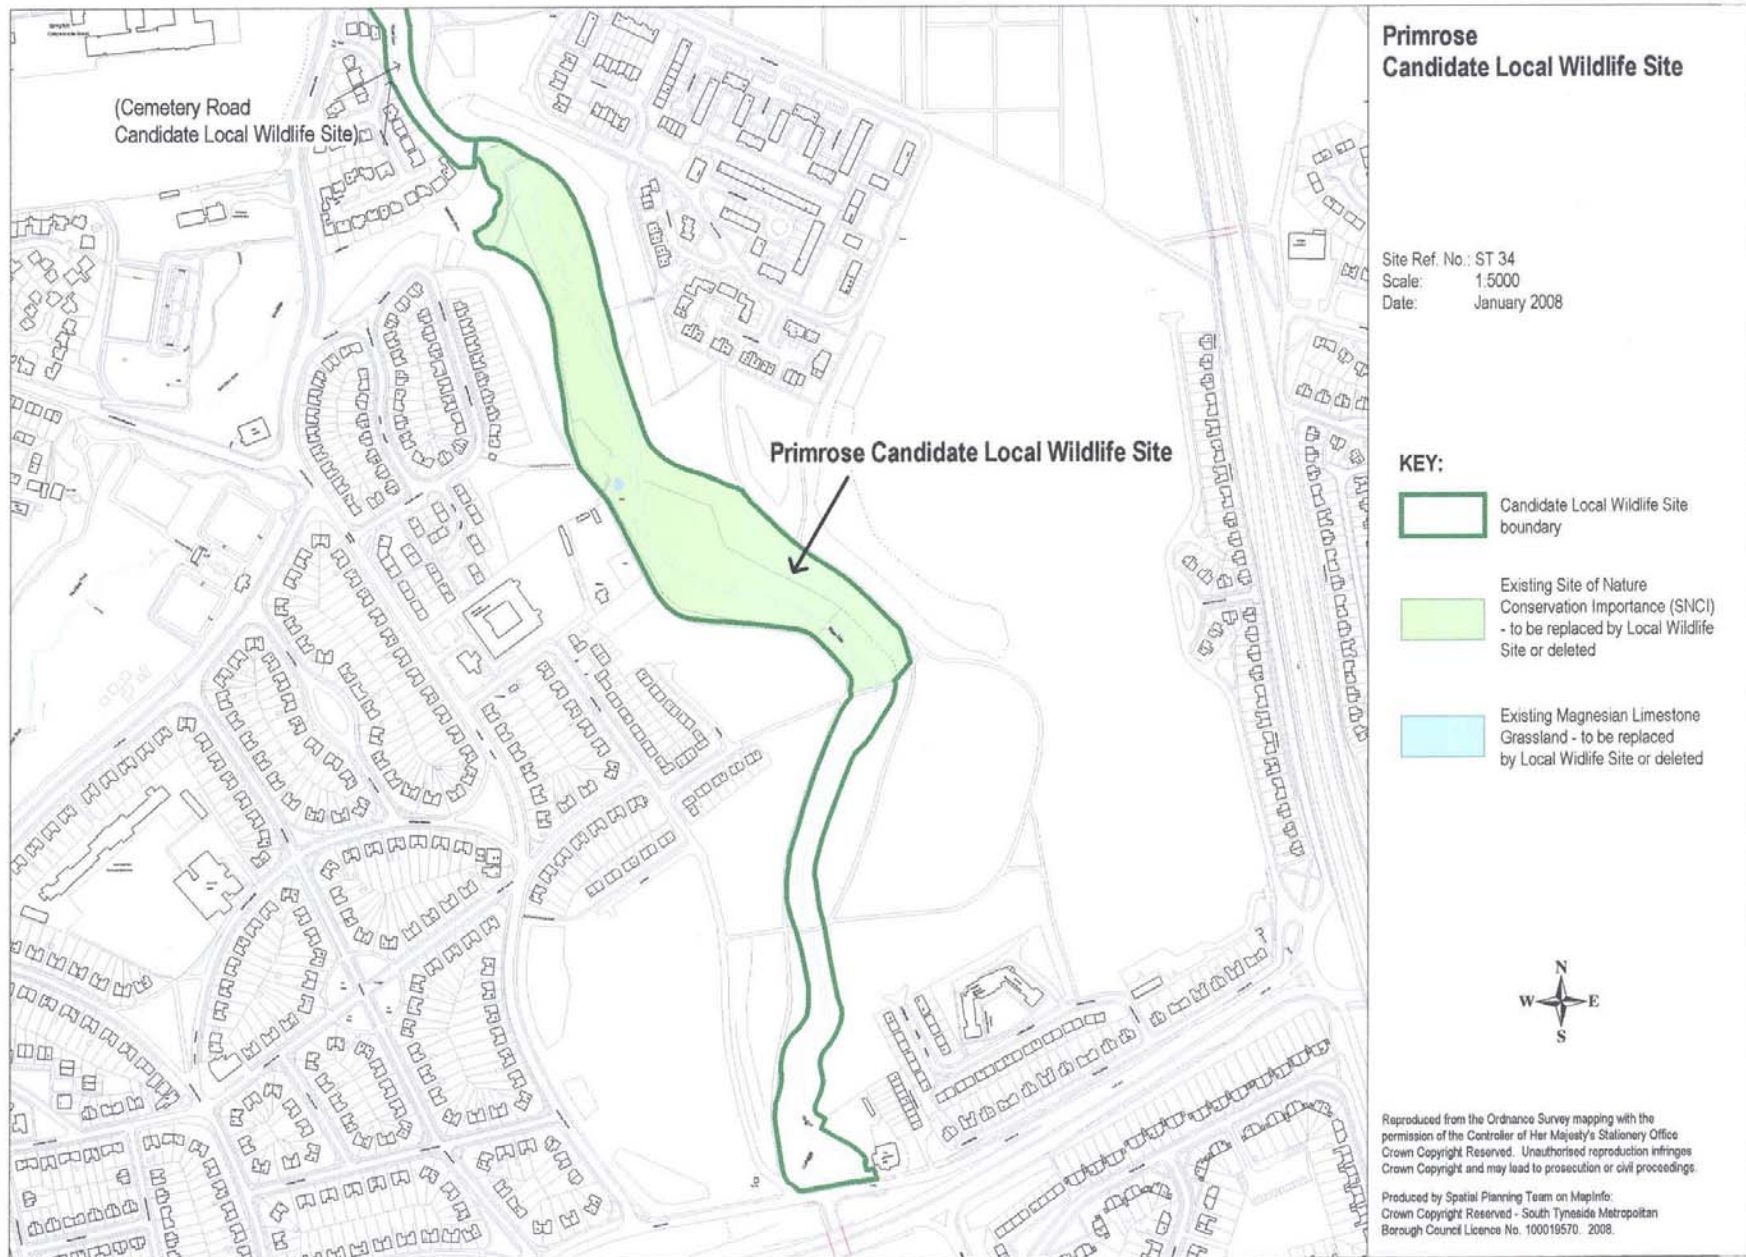 Primrose
Candidate Local Wildlife Site
(Cemetery Road
Candidate Local Wildlife Site)
Site Ref. No.: ST 34
Scale: 1:5000
Date: January 2008
Primrose Candidate Local Wildlife Site
KEY:
Candidate Local Wildlife Site
boundary
Existing Site of Nature
Conservation Importance (SNCI)
- to be replaced by Local Wildlife
Site or deleted
Existing Magnesian Limestone
Grassland - to be replaced
by Local Widlife Site or deleted
N
W E
S
Reproduced from the Ordnance Survey mapping with the
permission of the Controller of Her Majesty's Stationery Office
Crown Copyright Reserved. Unauthorised reproduction infringes
Crown Copyright and may lead to prosecution or civil proceedings.
Produced by Spatial Planning Team on MapInfo:
Crown Copyright Reserved - South Tyneside Metropolitan
Borough Council Licence No. 100019570. 2008.